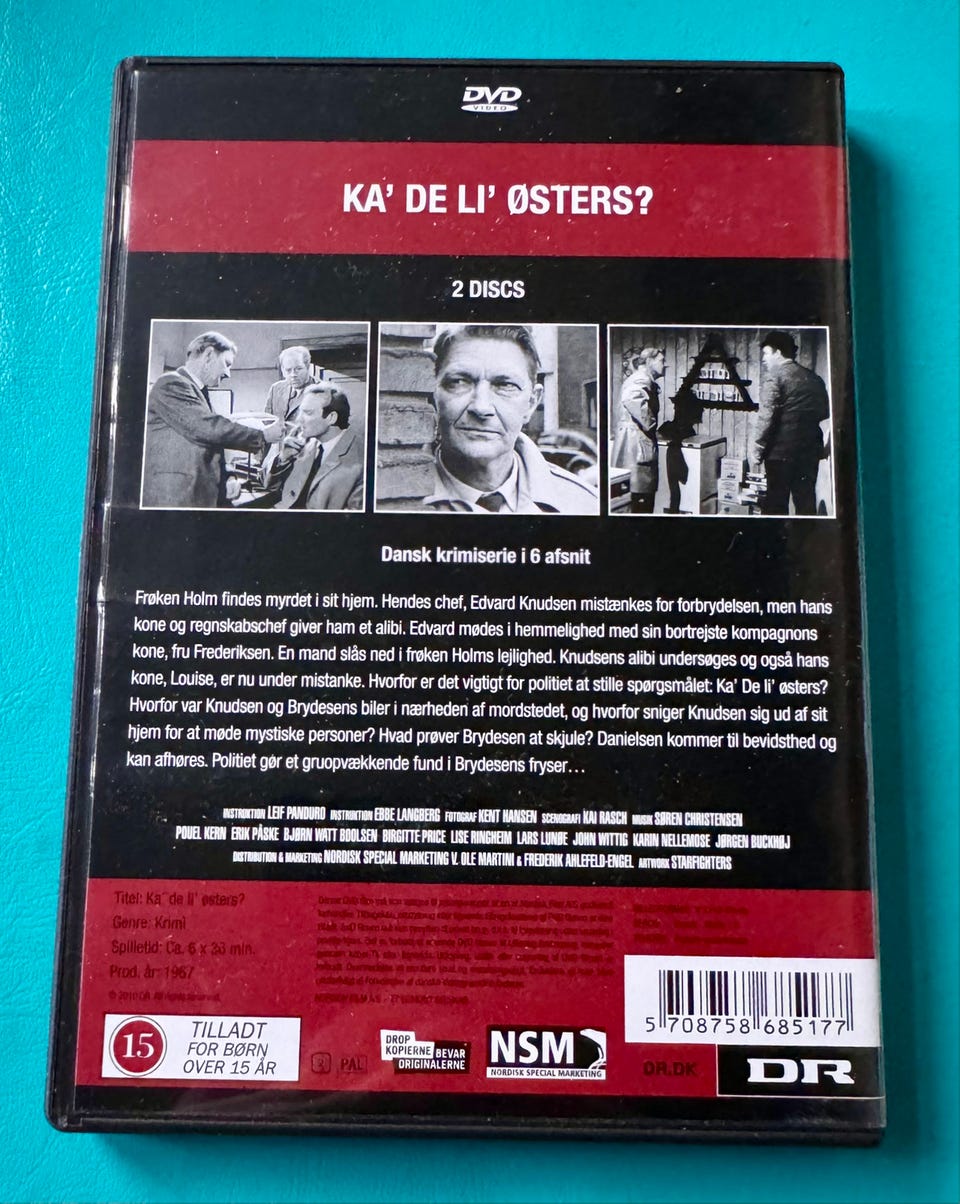 DVD
VIDEO
KA' DE LI' ØSTERS?
2 DISCS
Dansk krimiserie i 6 afsnit
Frøken Holm findes myrdet i sit hjem. Hendes chef, Edvard Knudsen mistænkes for forbrydelsen, men hans
kone og regnskabschef giver ham et alibi. Edvard mødes i hemmelighed med sin bortrejste kompagnons
kone, fru Frederiksen. En mand slås ned i frøken Holms lejlighed. Knudsens alibi undersøges og også hans
kone, Louise, er nu under mistanke. Hvorfor er det vigtigt for politiet at stille spørgsmålet: Ka' De li' østers?
Hvorfor var Knudsen og Brydesens biler i nærheden af mordstedet, og hvorfor sniger Knudsen sig ud af sit
hjem for at møde mystiske personer? Hvad prøver Brydesen at skjule? Danielsen kommer til bevidsthed og
kan afhøres. Politiet gør et gruopvækkende fund i Brydesens fryser…
INSTRUKTION LEIF PANDURO INSTRUKTION EBBE LANGBERG FOTOGRAF KENT HANSEN SCENOGRAFI KAI RASCH MUSIK SØREN CHRISTENSEN
POUEL KERN ERIK PÅSKE BJØRN WATT BOOLSEN BIRGITTE PRICE LISE RINGHEIM LARS LUNØE JOHN WITTIG KARIN NELLEMOSE JØRGEN BUCKHØJ
DISTRIBUTION & MARKETING NORDISK SPECIAL MARKETING V. OLE MARTINI & FREDERIK AHLEFELD-ENGEL ARTWORK STARFIGHTERS
Titel: Ka´ de li' østers?
Genre: Krimi
Spilletid: Ca. 6 x 36 min.
Prod. år: 1967
© 2010 DR. All rights reserved.
15
TILLADT
FOR BØRN
OVER 15 ÅR
PAL
DROP
KOPIERNE BEVAR
ORIGINALERNE
NSM
NORDISK SPECIAL MARKETING
5 708758 685177
DR.DK
DR